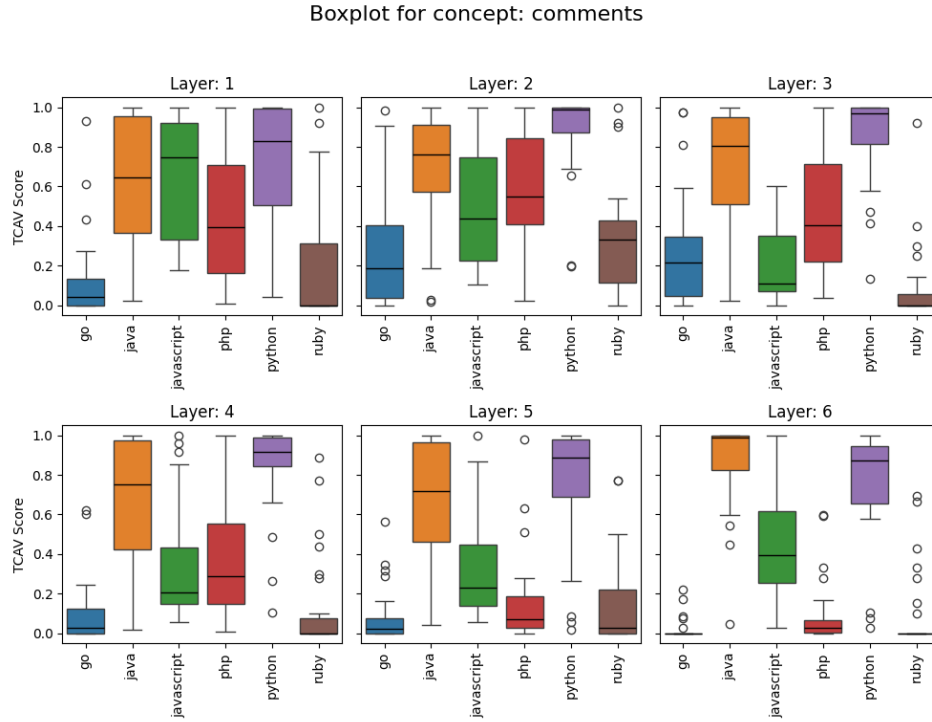 Boxplot for concept: comments
Layer: 1
Layer: 2
Layer: 3
TCAV Score
1.0
0.8
0.6
0.4
0.2
0.0
go
java
javascript
php
python
ruby
go
java
javascript
php
python
ruby
go
java
javascript
php
python
ruby
Layer: 4
Layer: 5
Layer: 6
TCAV Score
1.0
0.8
0.6
0.4
0.2
0.0
go
java
javascript
php
python
ruby
go
java
javascript
php
python
ruby
go
java
javascript
php
python
ruby